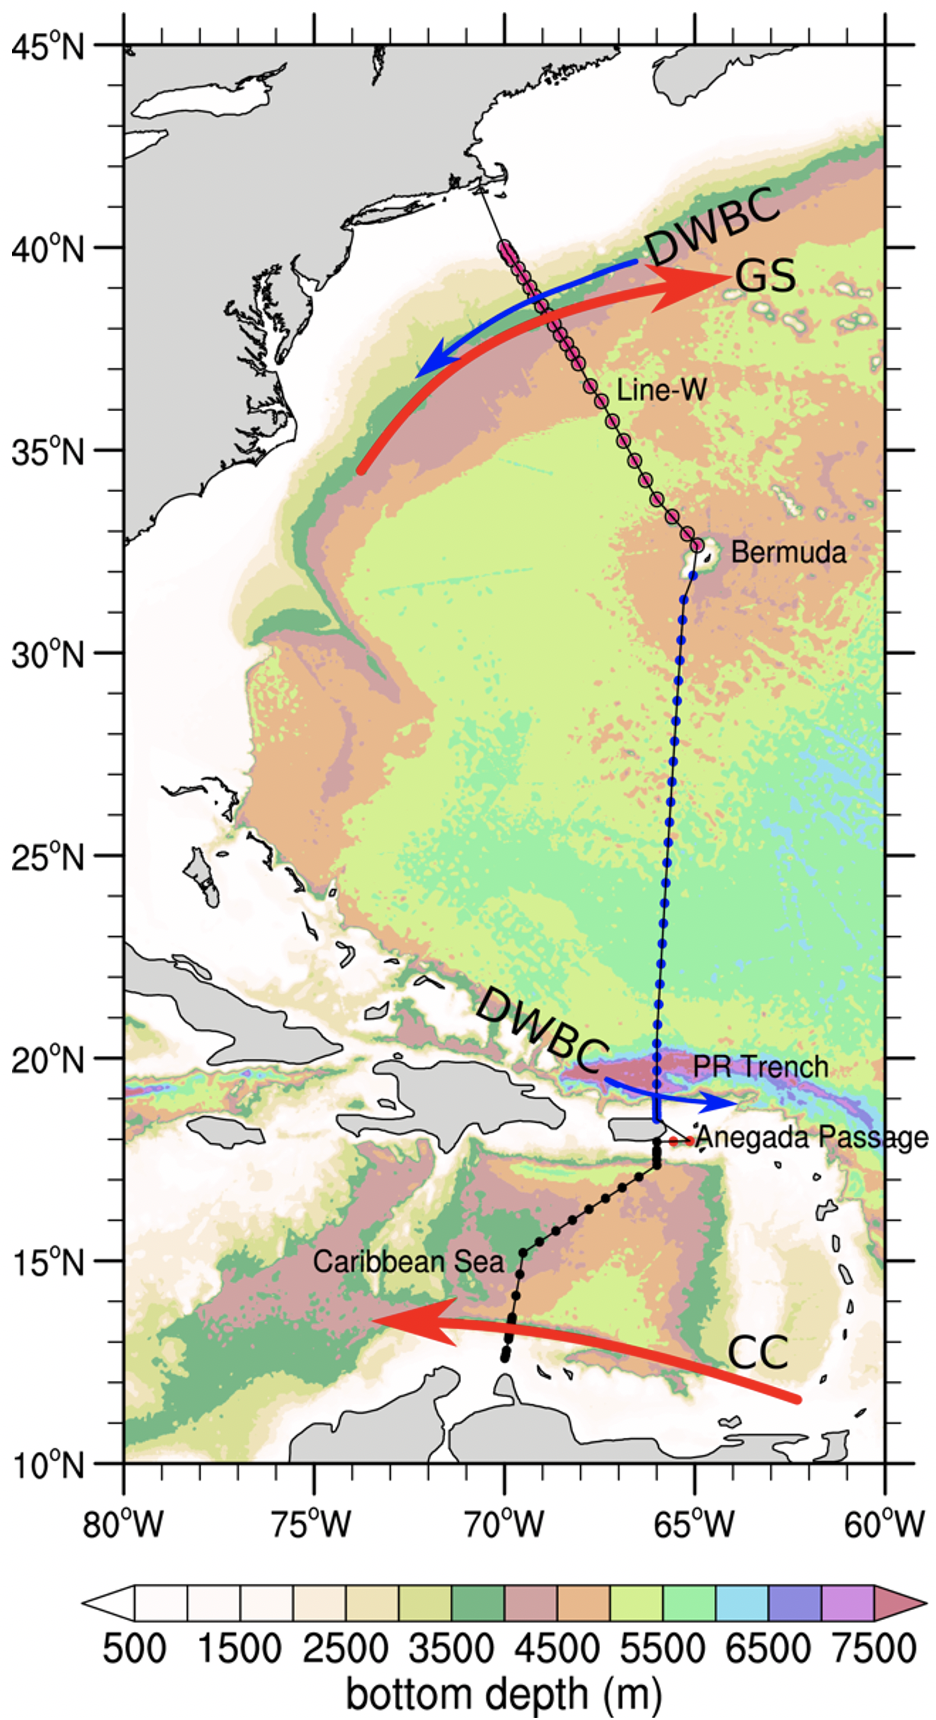 45°N
DWBC
40°N
GS
Line-W
35°N
Bermuda
30°N
25°N
DWBC
20°N
PR Trench
Anegada Passage
15°N
Caribbean Sea
CC
10°N
80°W 75°W 70°W 65°W 60°W
500 1500 2500 3500 4500 5500 6500 7500
bottom depth (m)